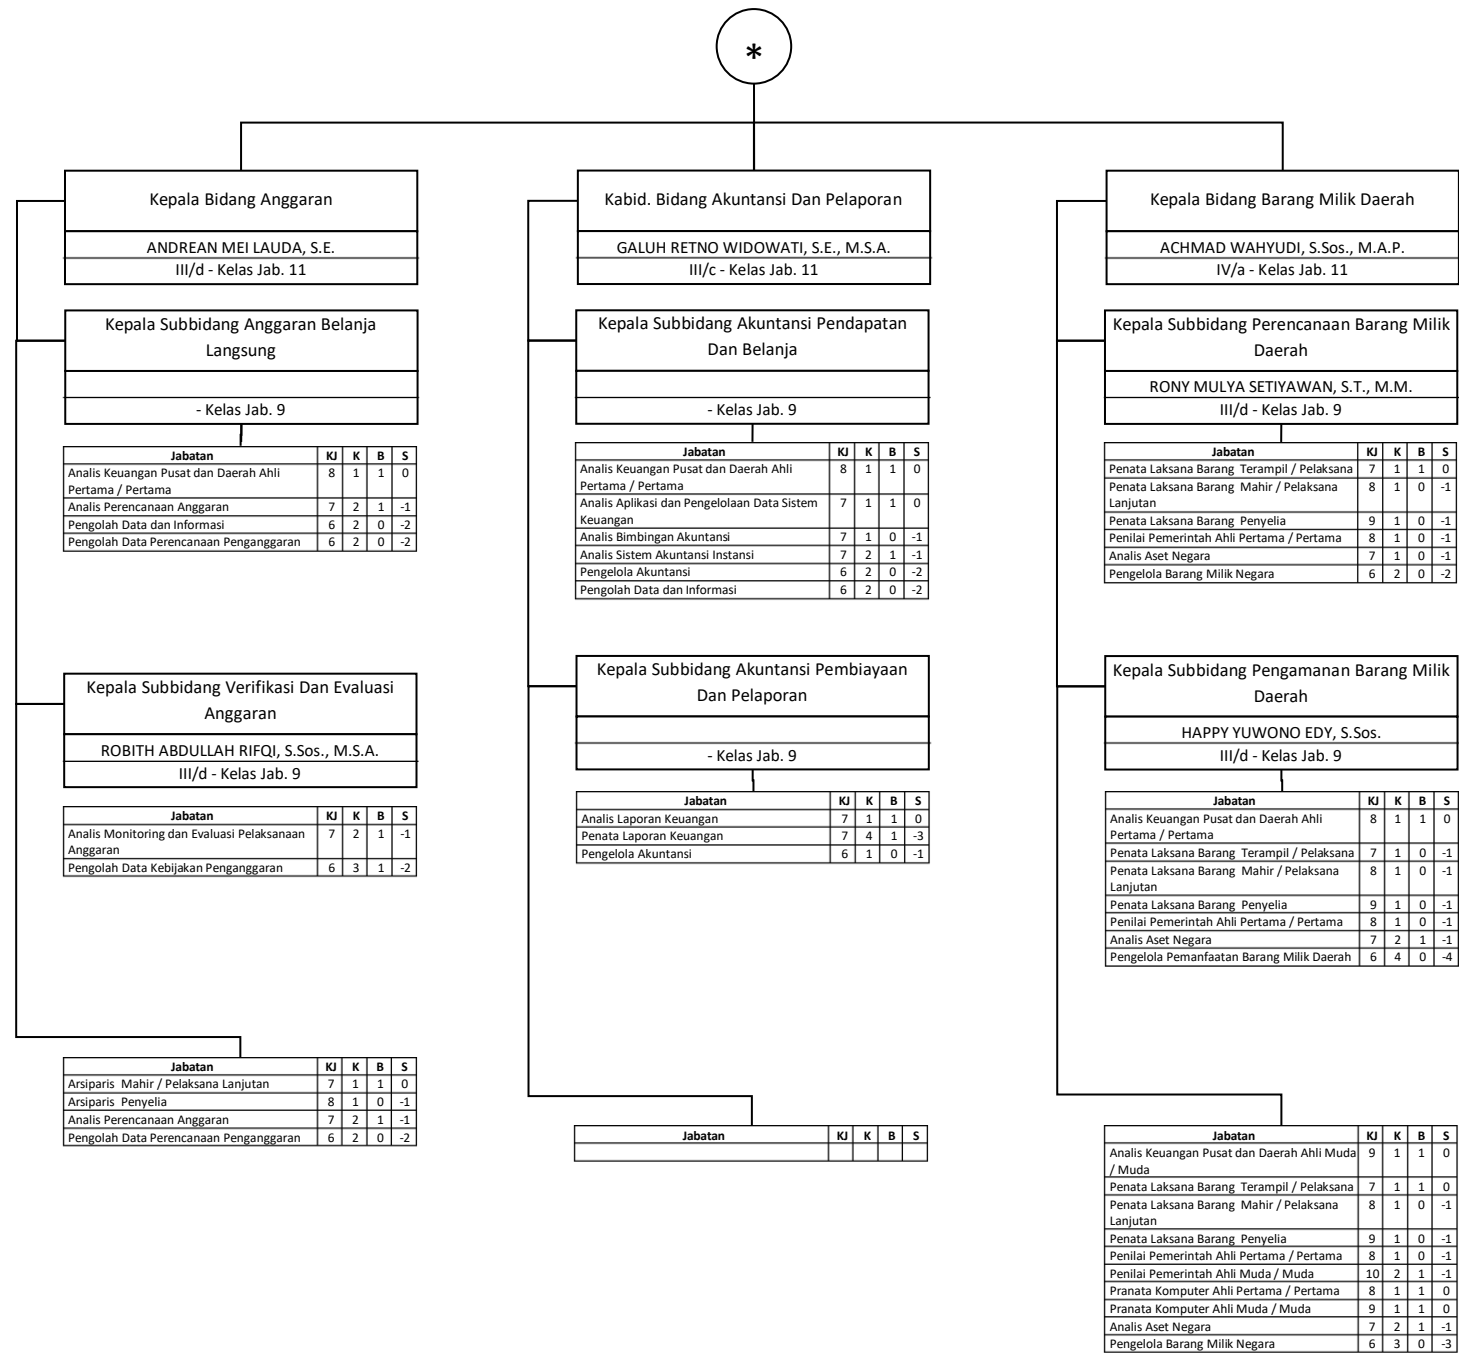 *
Kepala Bidang Anggaran
ANDREAN MEI LAUDA, S.E.
III/d - Kelas Jab. 11
Kepala Subbidang Anggaran Belanja
Langsung
- Kelas Jab. 9
Jabatan KJ K B S
Analis Keuangan Pusat dan Daerah Ahli 8 1 1 0
Pertama / Pertama
Analis Perencanaan Anggaran 7 2 1 -1
Pengolah Data dan Informasi 6 2 0 -2
Pengolah Data Perencanaan Penganggaran 6 2 0 -2
Kepala Subbidang Verifikasi Dan Evaluasi
Anggaran
ROBITH ABDULLAH RIFQI, S.Sos., M.S.A.
III/d - Kelas Jab. 9
Jabatan KJ K B S
Analis Monitoring dan Evaluasi Pelaksanaan 7 2 1 -1
Anggaran
Pengolah Data Kebijakan Penganggaran 6 3 1 -2
Jabatan KJ K B S
Arsiparis Mahir / Pelaksana Lanjutan 7 1 1 0
Arsiparis Penyelia 8 1 0 -1
Analis Perencanaan Anggaran 7 2 1 -1
Pengolah Data Perencanaan Penganggaran 6 2 0 -2
Kabid. Bidang Akuntansi Dan Pelaporan
GALUH RETNO WIDOWATI, S.E., M.S.A.
III/c - Kelas Jab. 11
Kepala Subbidang Akuntansi Pendapatan
Dan Belanja
- Kelas Jab. 9
Jabatan KJ K B S
Analis Keuangan Pusat dan Daerah Ahli 8 1 1 0
Pertama / Pertama
Analis Aplikasi dan Pengelolaan Data Sistem 7 1 1 0
Keuangan
Analis Bimbingan Akuntansi 7 1 0 -1
Analis Sistem Akuntansi Instansi 7 2 1 -1
Pengelola Akuntansi 6 2 0 -2
Pengolah Data dan Informasi 6 2 0 -2
Kepala Subbidang Akuntansi Pembiayaan
Dan Pelaporan
- Kelas Jab. 9
Jabatan KJ K B S
Analis Laporan Keuangan 7 1 1 0
Penata Laporan Keuangan 7 4 1 -3
Pengelola Akuntansi 6 1 0 -1
Jabatan KJ K B S
Kepala Bidang Barang Milik Daerah
ACHMAD WAHYUDI, S.Sos., M.A.P.
IV/a - Kelas Jab. 11
Kepala Subbidang Perencanaan Barang Milik
Daerah
RONY MULYA SETIYAWAN, S.T., M.M.
III/d - Kelas Jab. 9
Jabatan KJ K B S
Penata Laksana Barang Terampil / Pelaksana 7 1 1 0
Penata Laksana Barang Mahir / Pelaksana 8 1 0 -1
Lanjutan
Penata Laksana Barang Penyelia 9 1 0 -1
Penilai Pemerintah Ahli Pertama / Pertama 8 1 0 -1
Analis Aset Negara 7 1 0 -1
Pengelola Barang Milik Negara 6 2 0 -2
Kepala Subbidang Pengamanan Barang Milik
Daerah
HAPPY YUWONO EDY, S.Sos.
III/d - Kelas Jab. 9
Jabatan KJ K B S
Analis Keuangan Pusat dan Daerah Ahli 8 1 1 0
Pertama / Pertama
Penata Laksana Barang Terampil / Pelaksana 7 1 0 -1
Penata Laksana Barang Mahir / Pelaksana 8 1 0 -1
Lanjutan
Penata Laksana Barang Penyelia 9 1 0 -1
Penilai Pemerintah Ahli Pertama / Pertama 8 1 0 -1
Analis Aset Negara 7 2 1 -1
Pengelola Pemanfaatan Barang Milik Daerah 6 4 0 -4
Jabatan KJ K B S
Analis Keuangan Pusat dan Daerah Ahli Muda 9 1 1 0
/ Muda
Penata Laksana Barang Terampil / Pelaksana 7 1 1 0
Penata Laksana Barang Mahir / Pelaksana 8 1 0 -1
Lanjutan
Penata Laksana Barang Penyelia 9 1 0 -1
Penilai Pemerintah Ahli Pertama / Pertama 8 1 0 -1
Penilai Pemerintah Ahli Muda / Muda 10 2 1 -1
Pranata Komputer Ahli Pertama / Pertama 8 1 1 0
Pranata Komputer Ahli Muda / Muda 9 1 1 0
Analis Aset Negara 7 2 1 -1
Pengelola Barang Milik Negara 6 3 0 -3